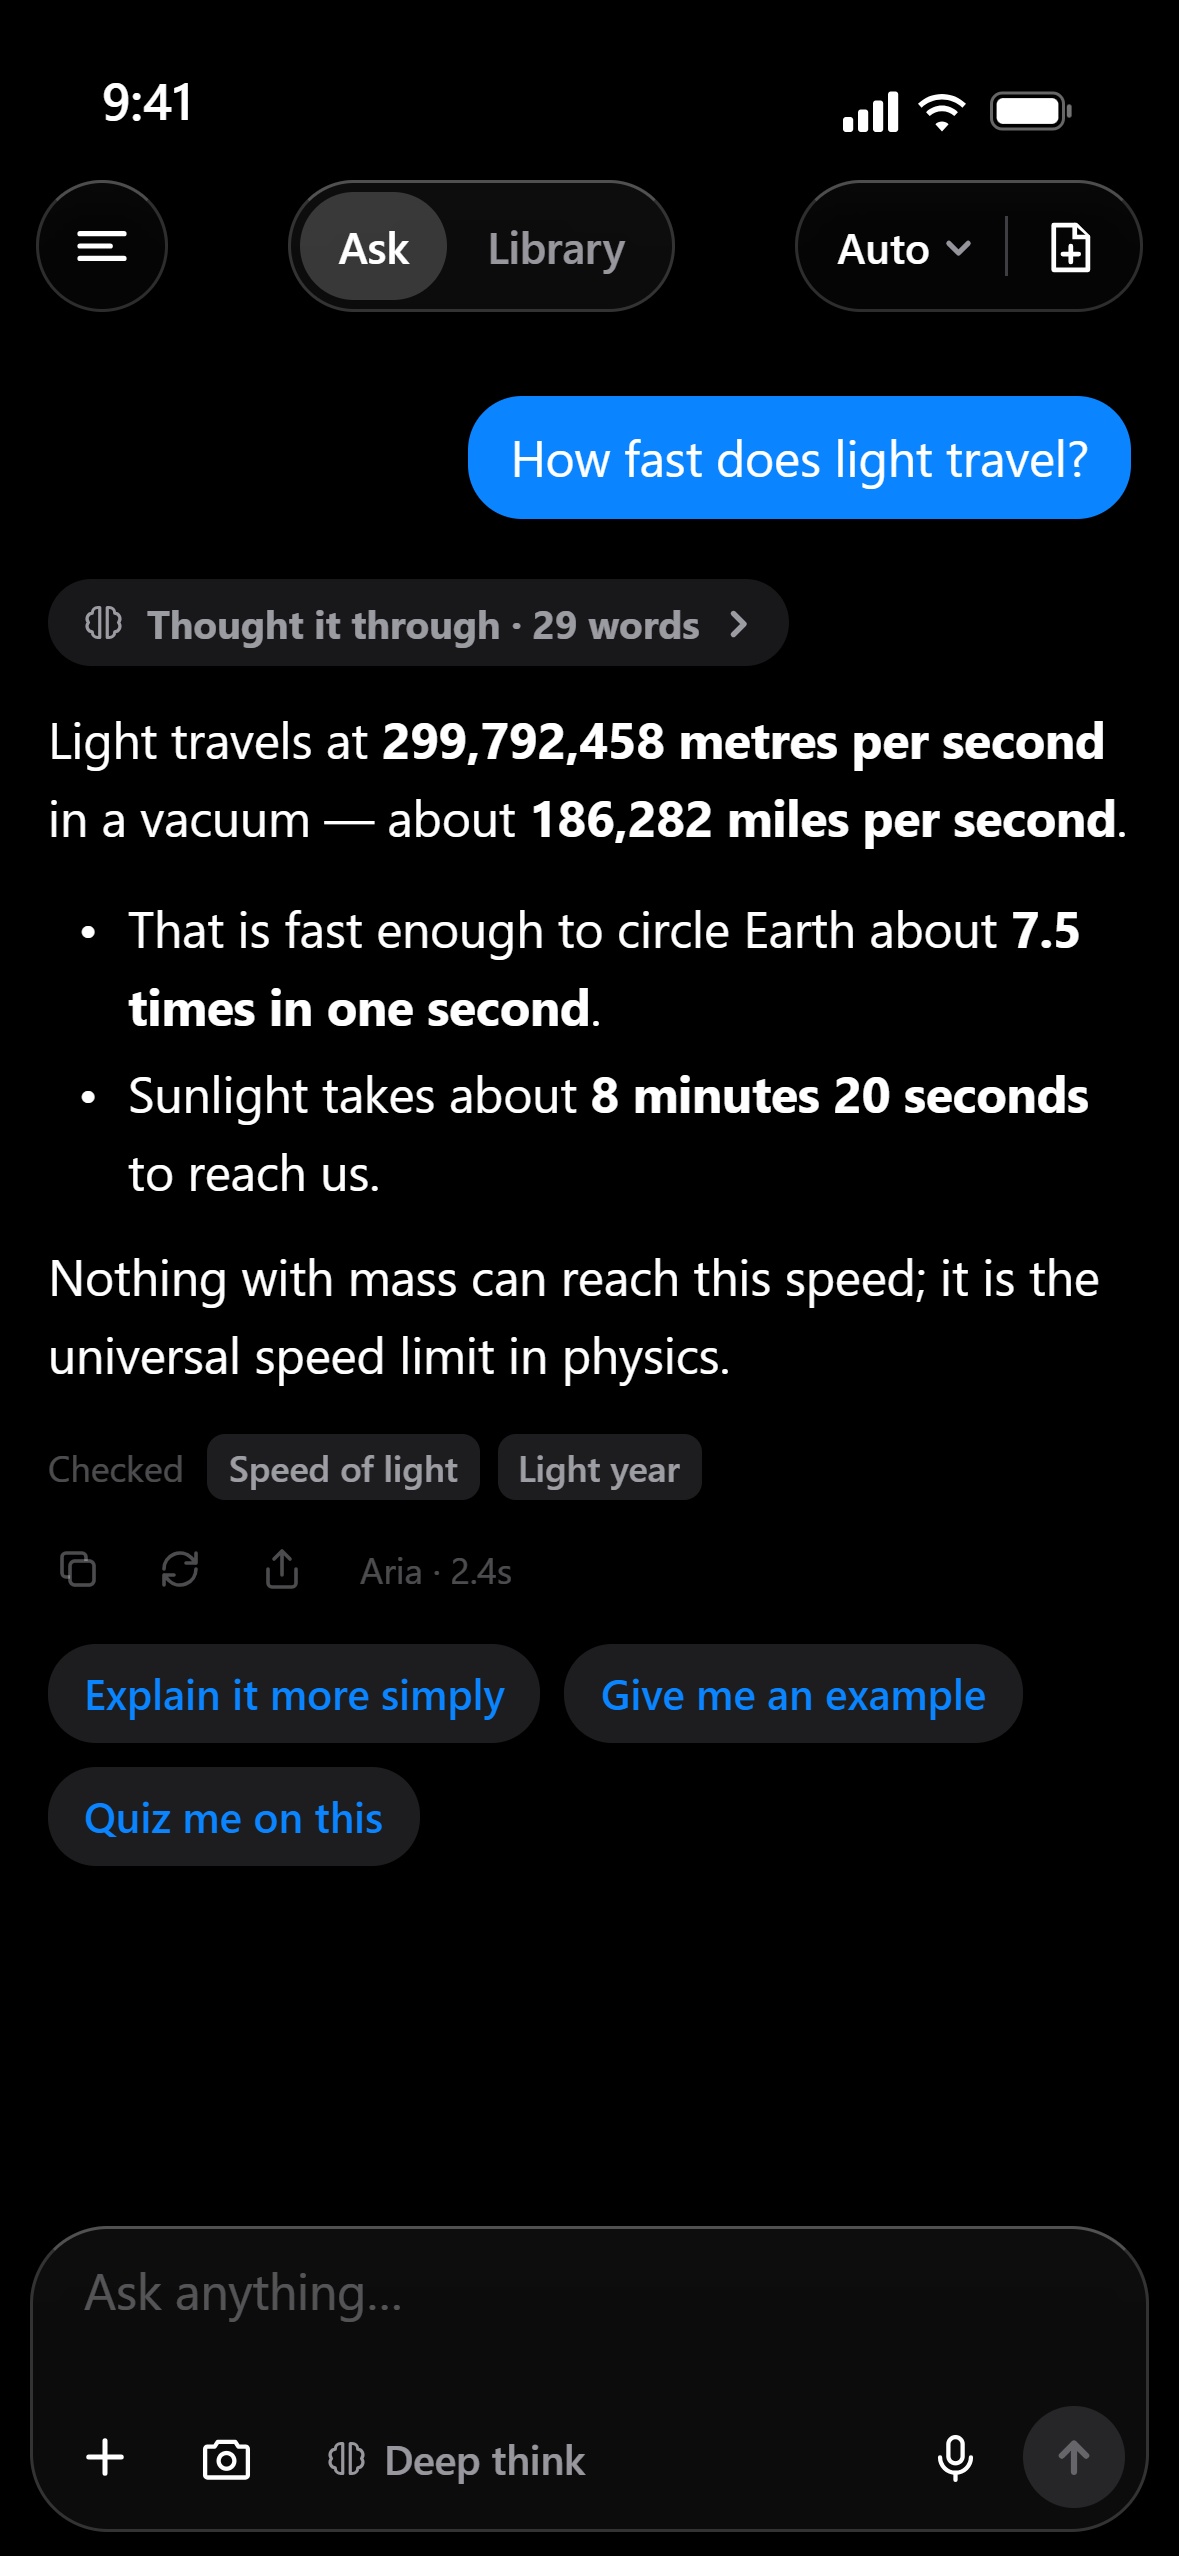 9:41
Ask
Library
Auto
How fast does light travel?
Thought it through · 29 words
Light travels at 299,792,458 metres per second
in a vacuum — about 186,282 miles per second.
• That is fast enough to circle Earth about 7.5
times in one second.
• Sunlight takes about 8 minutes 20 seconds
to reach us.
Nothing with mass can reach this speed; it is the
universal speed limit in physics.
Checked
Speed of light
Light year
Aria · 2.4s
Explain it more simply
Give me an example
Quiz me on this
Ask anything...
Deep think